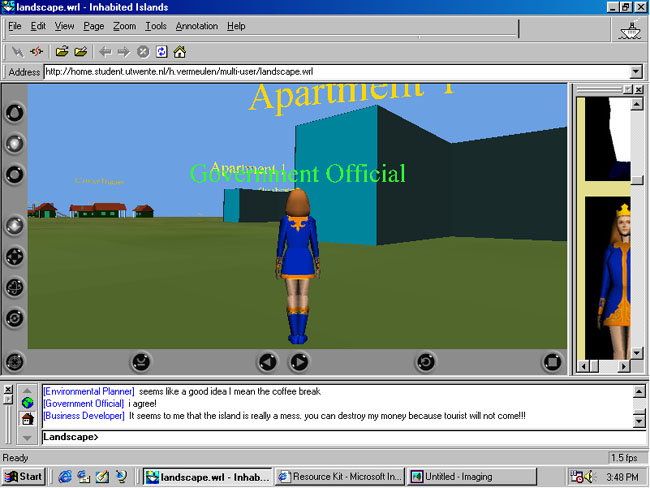 landscape.wrl - Inhabited Islands
File Edit View Page Zoom Tools Annotation Help
Address http://home.student.utwente.nl/h.vermeulen/multi-user/landscape.wrl
Apartment 1
Apartment 1
Government Official
[Environmental Planner] seems like a good idea I mean the coffee break
[Government Official] i agree!
[Business Developer] It seems to me that the island is really a mess. you can destroy my money because tourist will not come!!!
Landscape>
Ready 1.5 fps
Start landscape.wrl - Inhab... Resource Kit - Microsoft In... Untitled - Imaging 3:48 PM